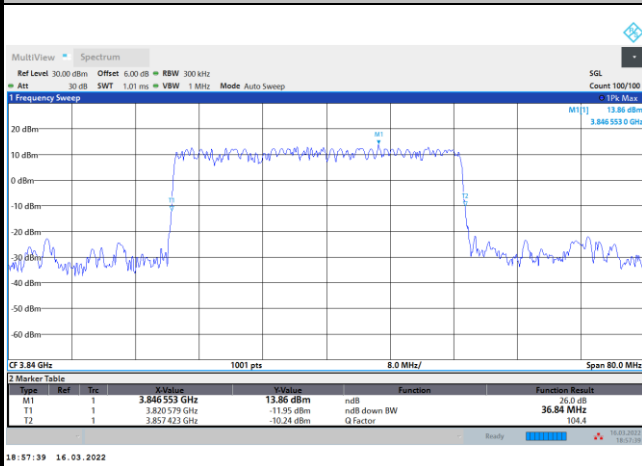 MultiView Spectrum
Ref Level 30.00 dBm Offset 6.00 dB RBW 300 kHz SGL
Att 30 dB SWT 1.01 ms VBW 1 MHz Mode Auto Sweep Count 100/100
1 Frequency Sweep 1Pk Max
M1[1] 13.86 dBm
3.846 553 0 GHz
20 dBm
M1
10 dBm
0 dBm
T1
T2
-10 dBm
-20 dBm
-30 dBm
-40 dBm
-50 dBm
-60 dBm
CF 3.84 GHz 1001 pts 8.0 MHz/ Span 80.0 MHz
2 Marker Table
Type Ref Trc X-Value Y-Value Function Function Result
M1 1 3.846 553 GHz 13.86 dBm ndB 26.0 dB
T1 1 3.820 579 GHz -11.95 dBm ndB down BW 36.84 MHz
T2 1 3.857 423 GHz -10.24 dBm Q Factor 104.4
Ready 16.03.2022
18:57:39
18:57:39 16.03.2022